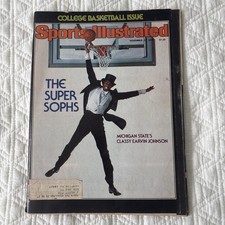 COLLEGE BASKETBALL ISSUE
Sports Illustrated
THE
SUPER
SOPHS
MICHIGAN STATE'S
CLASSY EARVIN JOHNSON